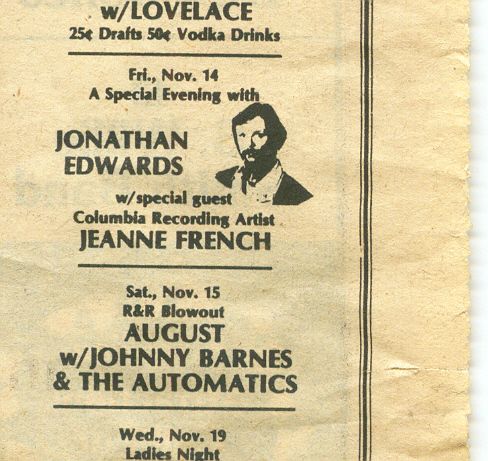 w/LOVELACE
25¢ Drafts 50¢ Vodka Drinks
Fri., Nov. 14
A Special Evening with
JONATHAN
EDWARDS
w/special guest
Columbia Recording Artist
JEANNE FRENCH
Sat., Nov. 15
R&R Blowout
AUGUST
w/JOHNNY BARNES
& THE AUTOMATICS
Wed., Nov. 19
Ladies Night